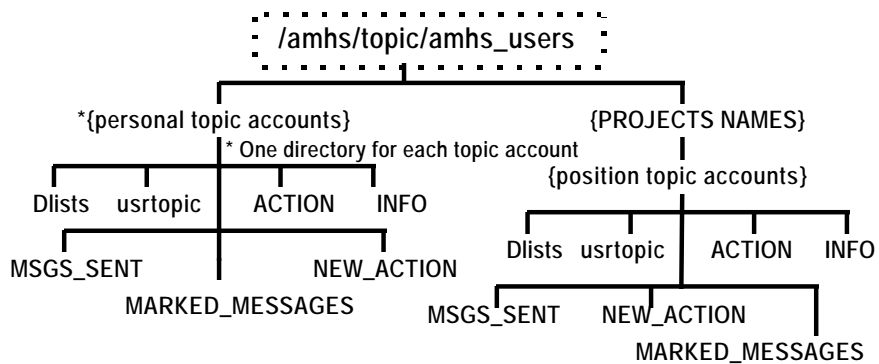 /amhs/topic/amhs_users
*{personal topic accounts}
{PROJECTS NAMES}
* One directory for each topic account
{position topic accounts}
Dlists usrtopic ACTION INFO
Dlists usrtopic ACTION INFO
MSGS_SENT NEW_ACTION
MARKED_MESSAGES
MSGS_SENT NEW_ACTION
MARKED_MESSAGES